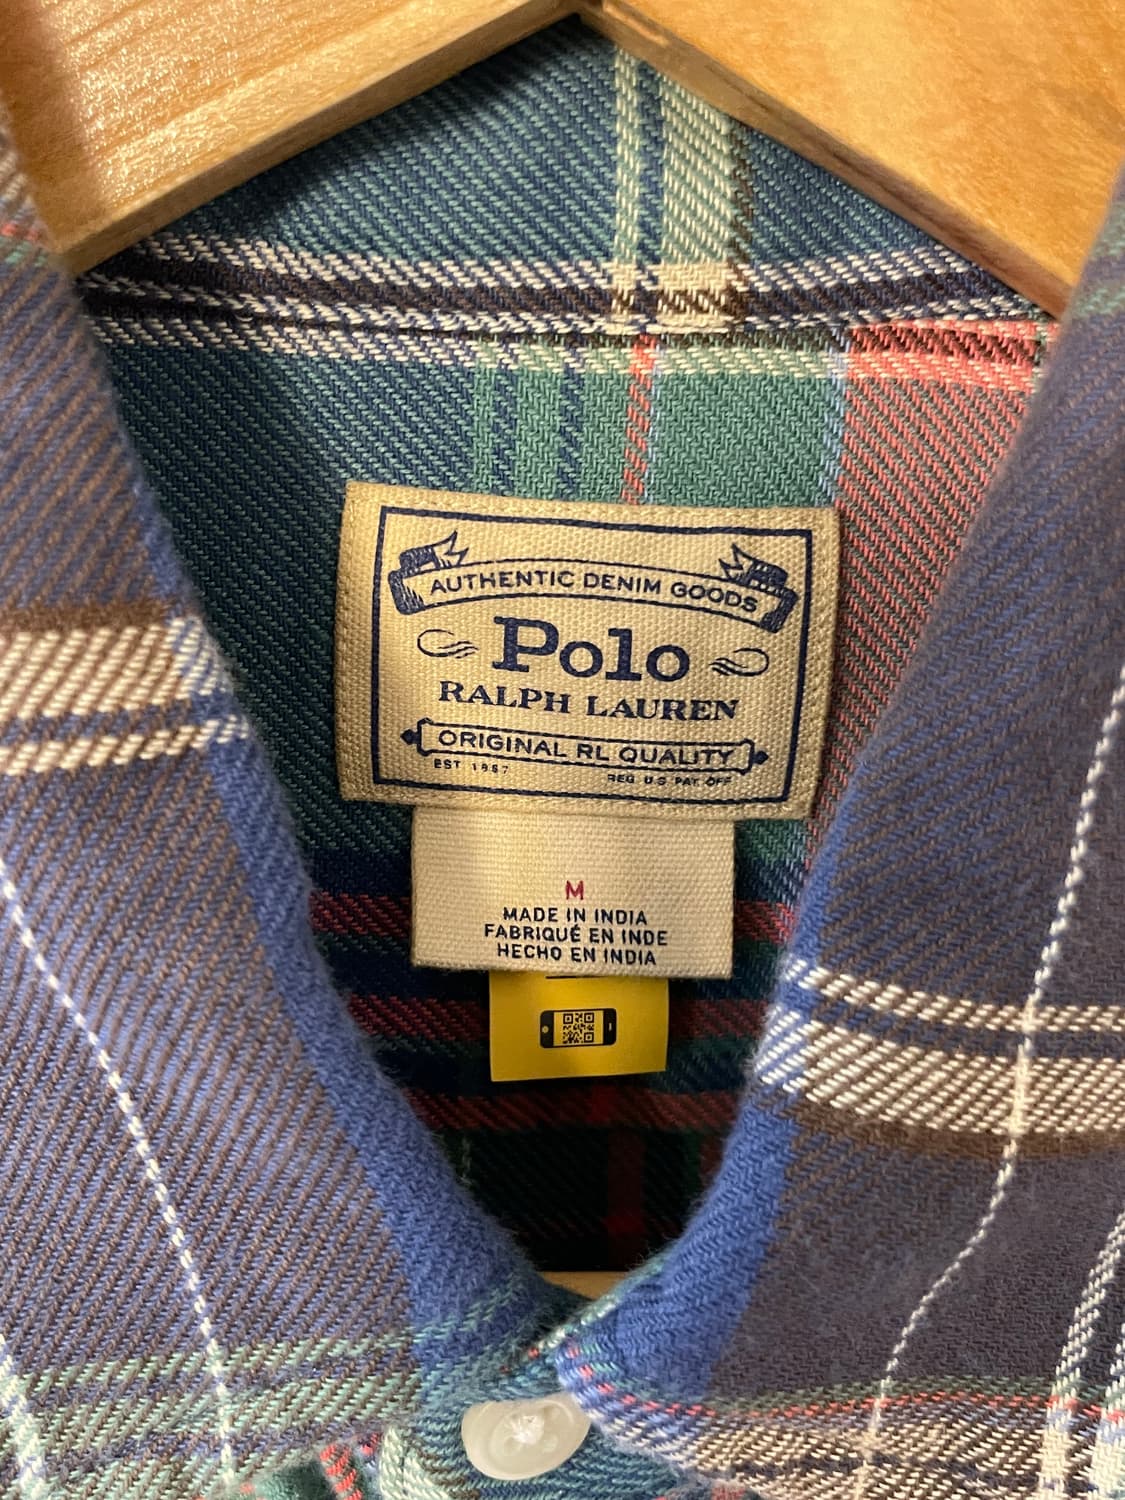 AUTHENTIC DENIM GOODS
Polo
RALPH LAUREN
ORIGINAL RL QUALITY
EST 1967 REG U.S PAT OFF
M
MADE IN INDIA
FABRIQUÉ EN INDE
HECHO EN INDIA